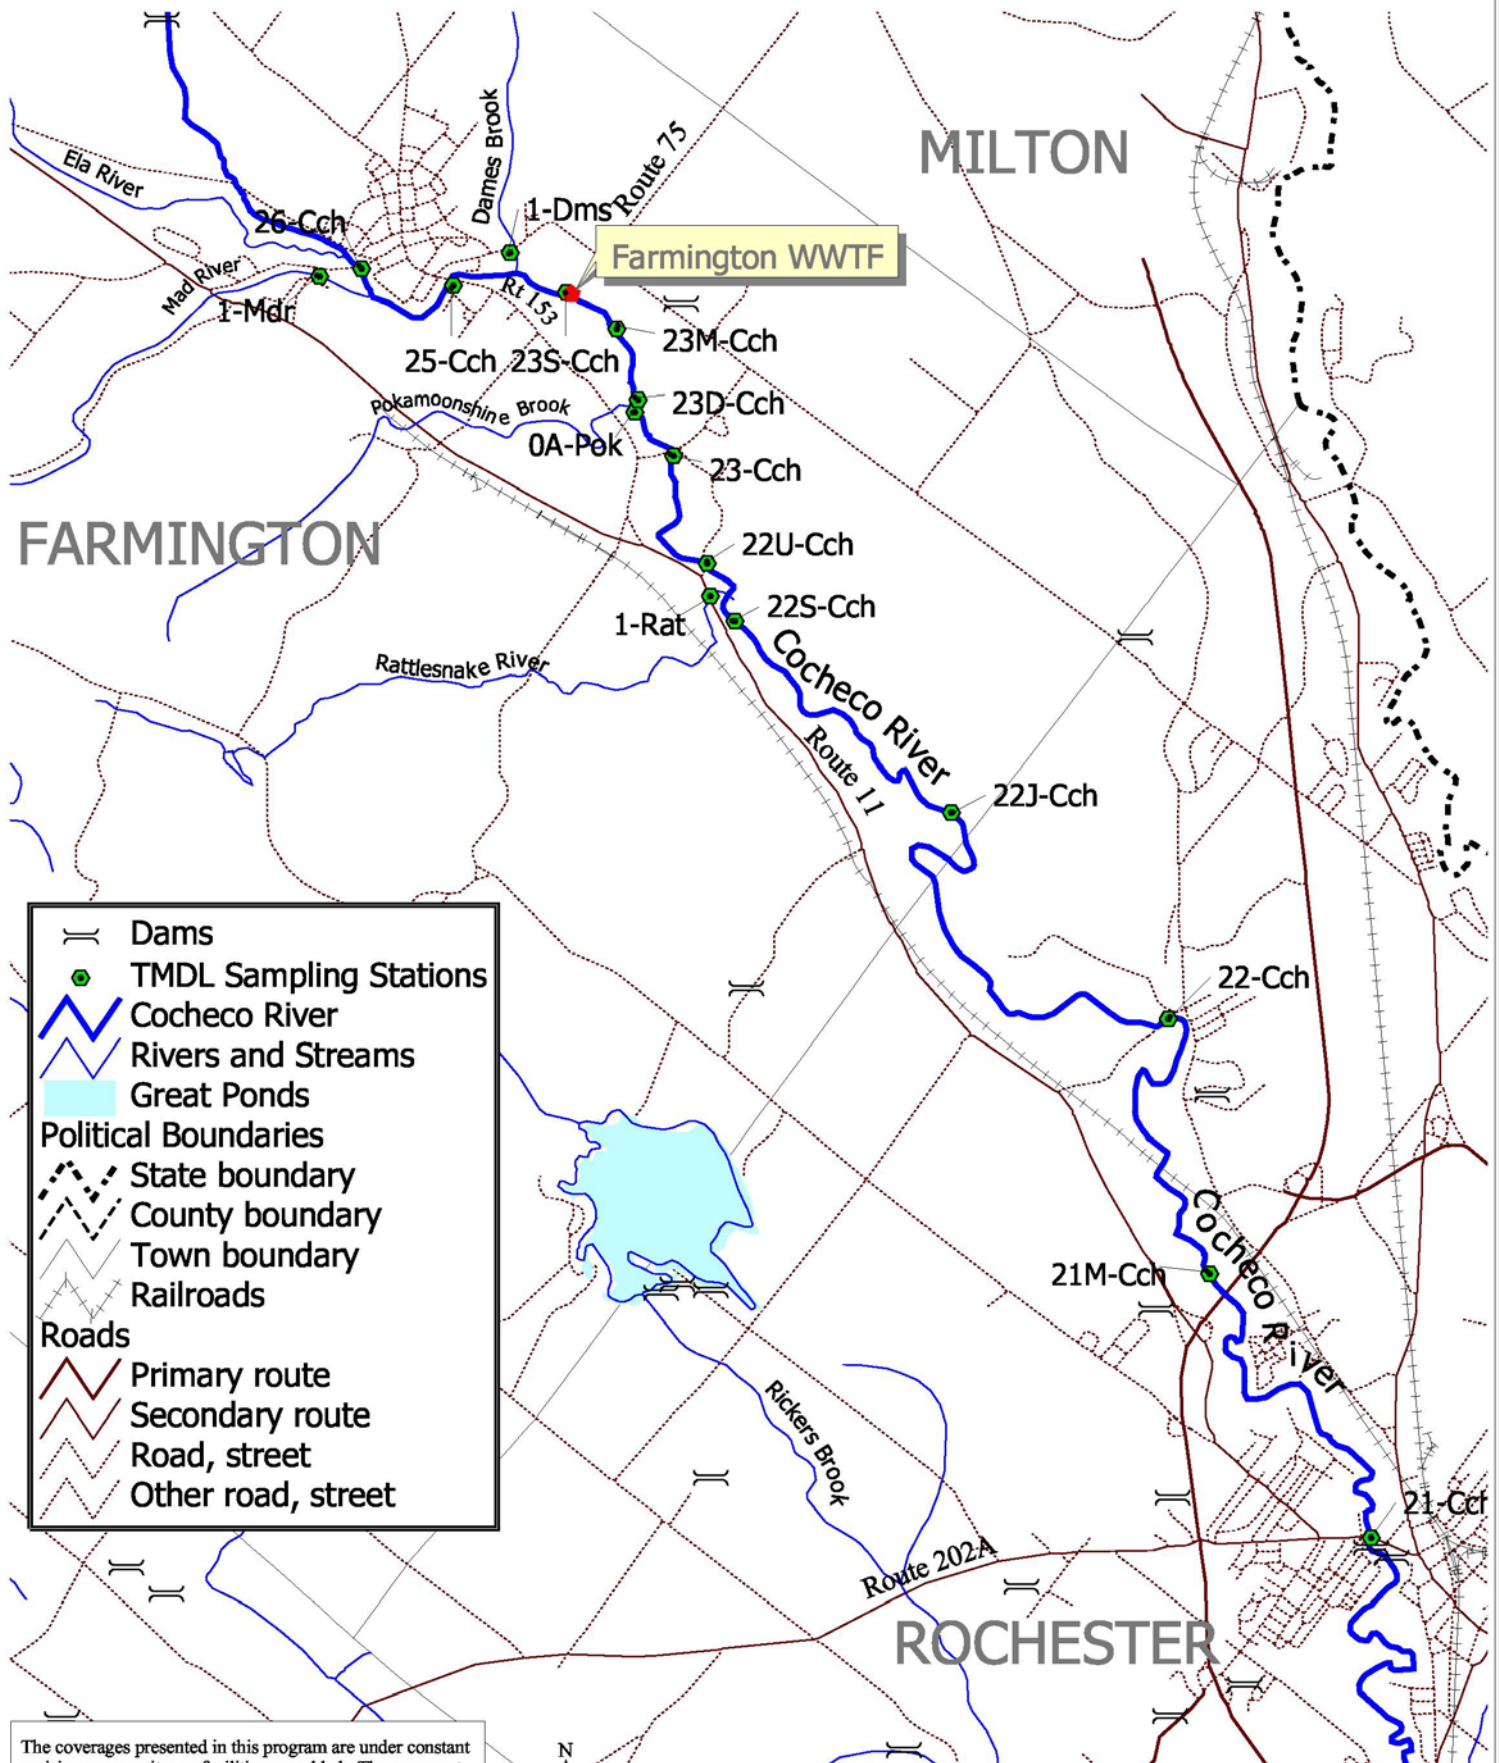 MILTON
Dames Brook
Route 75
Ela River
26-Cch
1-Dms
Farmington WWTF
Mad River
1-Mdr
Rt 153
23M-Cch
25-Cch
23S-Cch
Pokamoonshine Brook
23D-Cch
0A-Pok
23-Cch
FARMINGTON
22U-Cch
22S-Cch
1-Rat
Rattlesnake River
Cocheco River
Route 11
22J-Cch
Dams
TMDL Sampling Stations
Cocheco River
Rivers and Streams
Great Ponds
Political Boundaries
State boundary
County boundary
Town boundary
Railroads
Roads
Primary route
Secondary route
Road, street
Other road, street
22-Cch
Cocheco River
21M-Cch
Rickers Brook
21-Cch
Route 202A
ROCHESTER
The coverages presented in this program are under constant
N